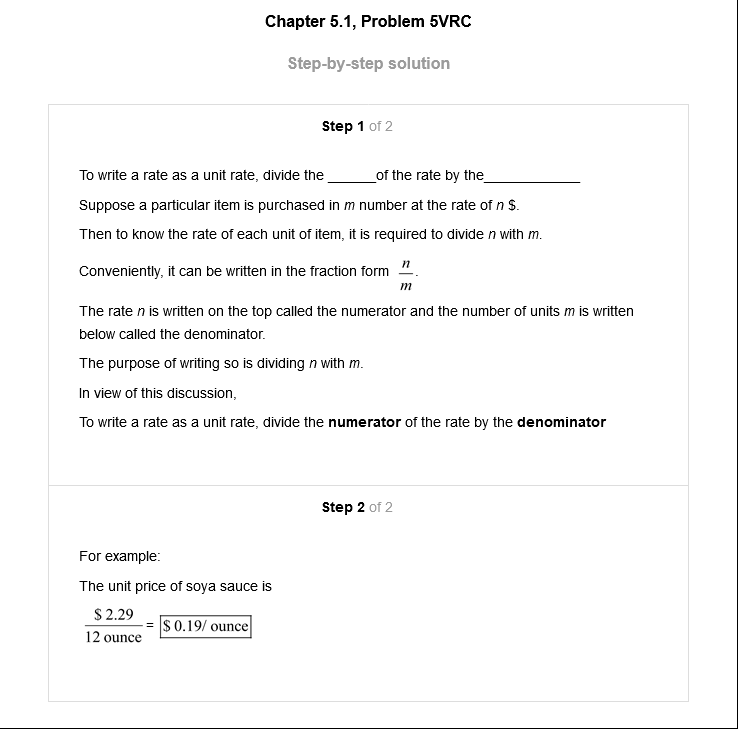 Chapter 5.1, Problem 5VRC
Step-by-step solution
Step 1 of 2
To write a rate as a unit rate, divide the ______of the rate by the____________
Suppose a particular item is purchased in m number at the rate of n $.
Then to know the rate of each unit of item, it is required to divide n with m.
Conveniently, it can be written in the fraction form n/m.
The rate n is written on the top called the numerator and the number of units m is written
below called the denominator.
The purpose of writing so is dividing n with m.
In view of this discussion,
To write a rate as a unit rate, divide the numerator of the rate by the denominator
Step 2 of 2
For example:
The unit price of soya sauce is
$ 2.29 / 12 ounce = $ 0.19/ ounce